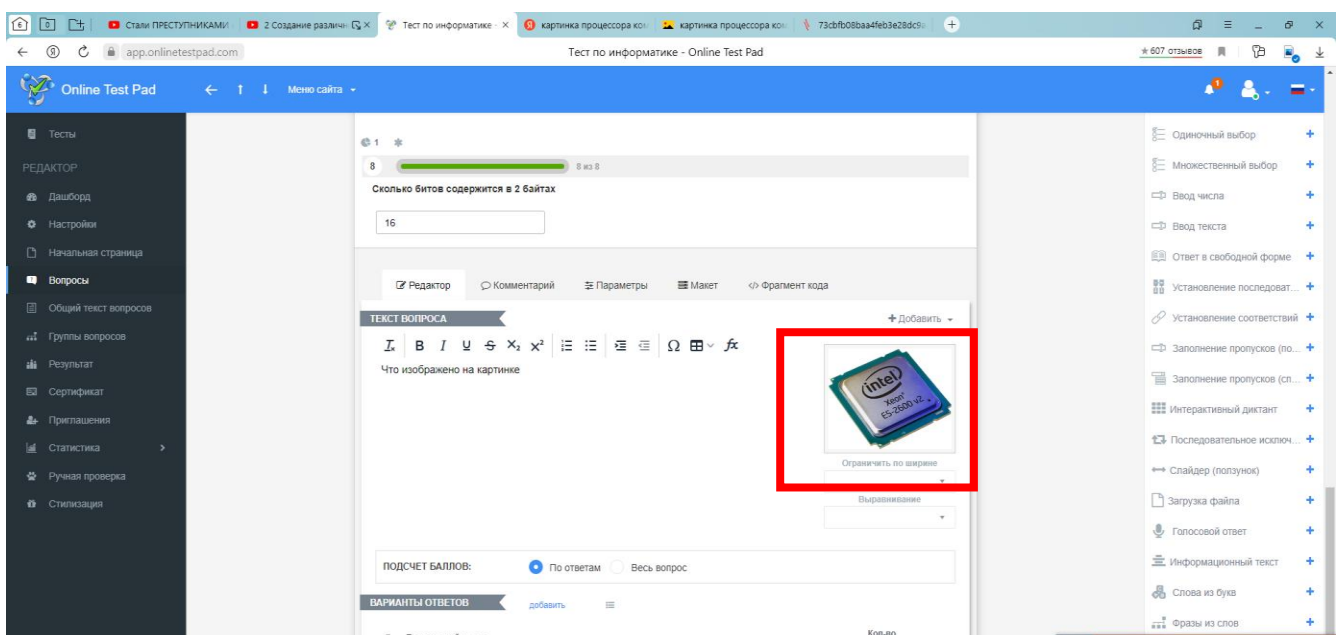 Стали ПРЕСТУПНИКАМИ
2 Создание различн
Тест по информатике -
картинка процессора ком
картинка процессора ком
73cbfb08baa4feb3e28dc9a
app.onlinetestpad.com
Тест по информатике - Online Test Pad
★ 607 отзывов
Online Test Pad
Меню сайта
1
Тесты
РЕДАКТОР
Дашборд
Настройки
Начальная страница
Вопросы
Общий текст вопросов
Группы вопросов
Результат
Сертификат
Приглашения
Статистика
Ручная проверка
Стилизация
1
8
8 из 8
Сколько битов содержится в 2 байтах
16
Редактор
Комментарий
Параметры
Макет
</> Фрагмент кода
ТЕКСТ ВОПРОСА
+ Добавить
B I U S X₂ X² Ω fx
Что изображено на картинке
intel
Xeon
E5-2600 v2
Ограничить по ширине
Выравнивание
ПОДСЧЕТ БАЛЛОВ:
По ответам
Весь вопрос
ВАРИАНТЫ ОТВЕТОВ
добавить
Кол-во
Одиночный выбор +
Множественный выбор +
Ввод числа +
Ввод текста +
Ответ в свободной форме +
Установление последоват... +
Установление соответствий +
Заполнение пропусков (по... +
Заполнение пропусков (сп... +
Интерактивный диктант +
Последовательное исключ... +
Слайдер (ползунок) +
Загрузка файла +
Голосовой ответ +
Информационный текст +
Слова из букв +
Фразы из слов +